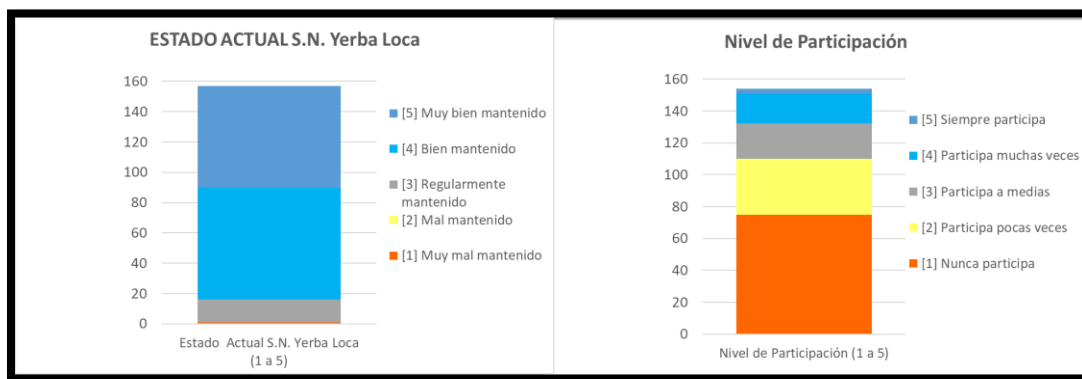 ESTADO ACTUAL S.N. Yerba Loca
160
140
120
100
80
60
40
20
0
Estado Actual S.N. Yerba Loca
(1 a 5)
[5] Muy bien mantenido
[4] Bien mantenido
[3] Regularmente
mantenido
[2] Mal mantenido
[1] Muy mal mantenido
Nivel de Participación
160
140
120
100
80
60
40
20
0
Nivel de Participación (1 a 5)
[5] Siempre participa
[4] Participa muchas veces
[3] Participa a medias
[2] Participa pocas veces
[1] Nunca participa